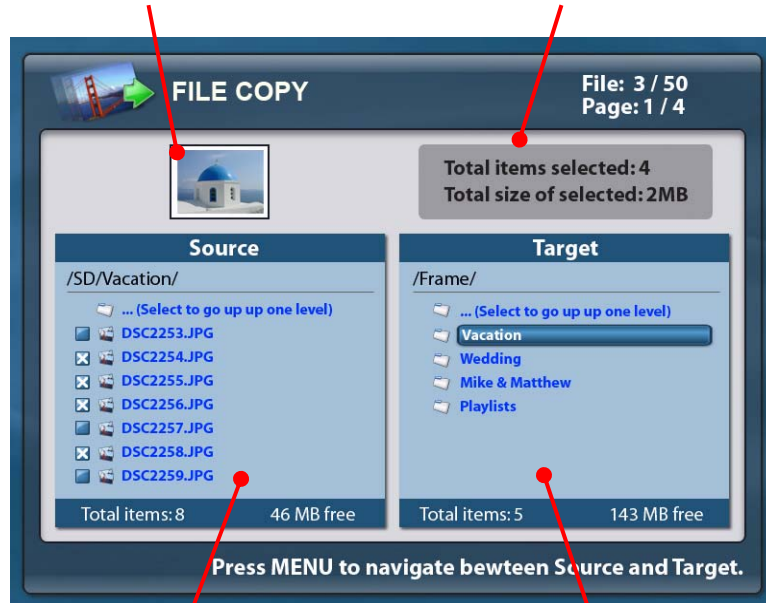 FILE COPY
File: 3 / 50
Page: 1 / 4
Total items selected: 4
Total size of selected: 2MB
Source
/SD/Vacation/
... (Select to go up up one level)
DSC2253.JPG
DSC2254.JPG
DSC2255.JPG
DSC2256.JPG
DSC2257.JPG
DSC2258.JPG
DSC2259.JPG
Total items: 8 46 MB free
Target
/Frame/
... (Select to go up up one level)
Vacation
Wedding
Mike & Matthew
Playlists
Total items: 5 143 MB free
Press MENU to navigate bewteen Source and Target.